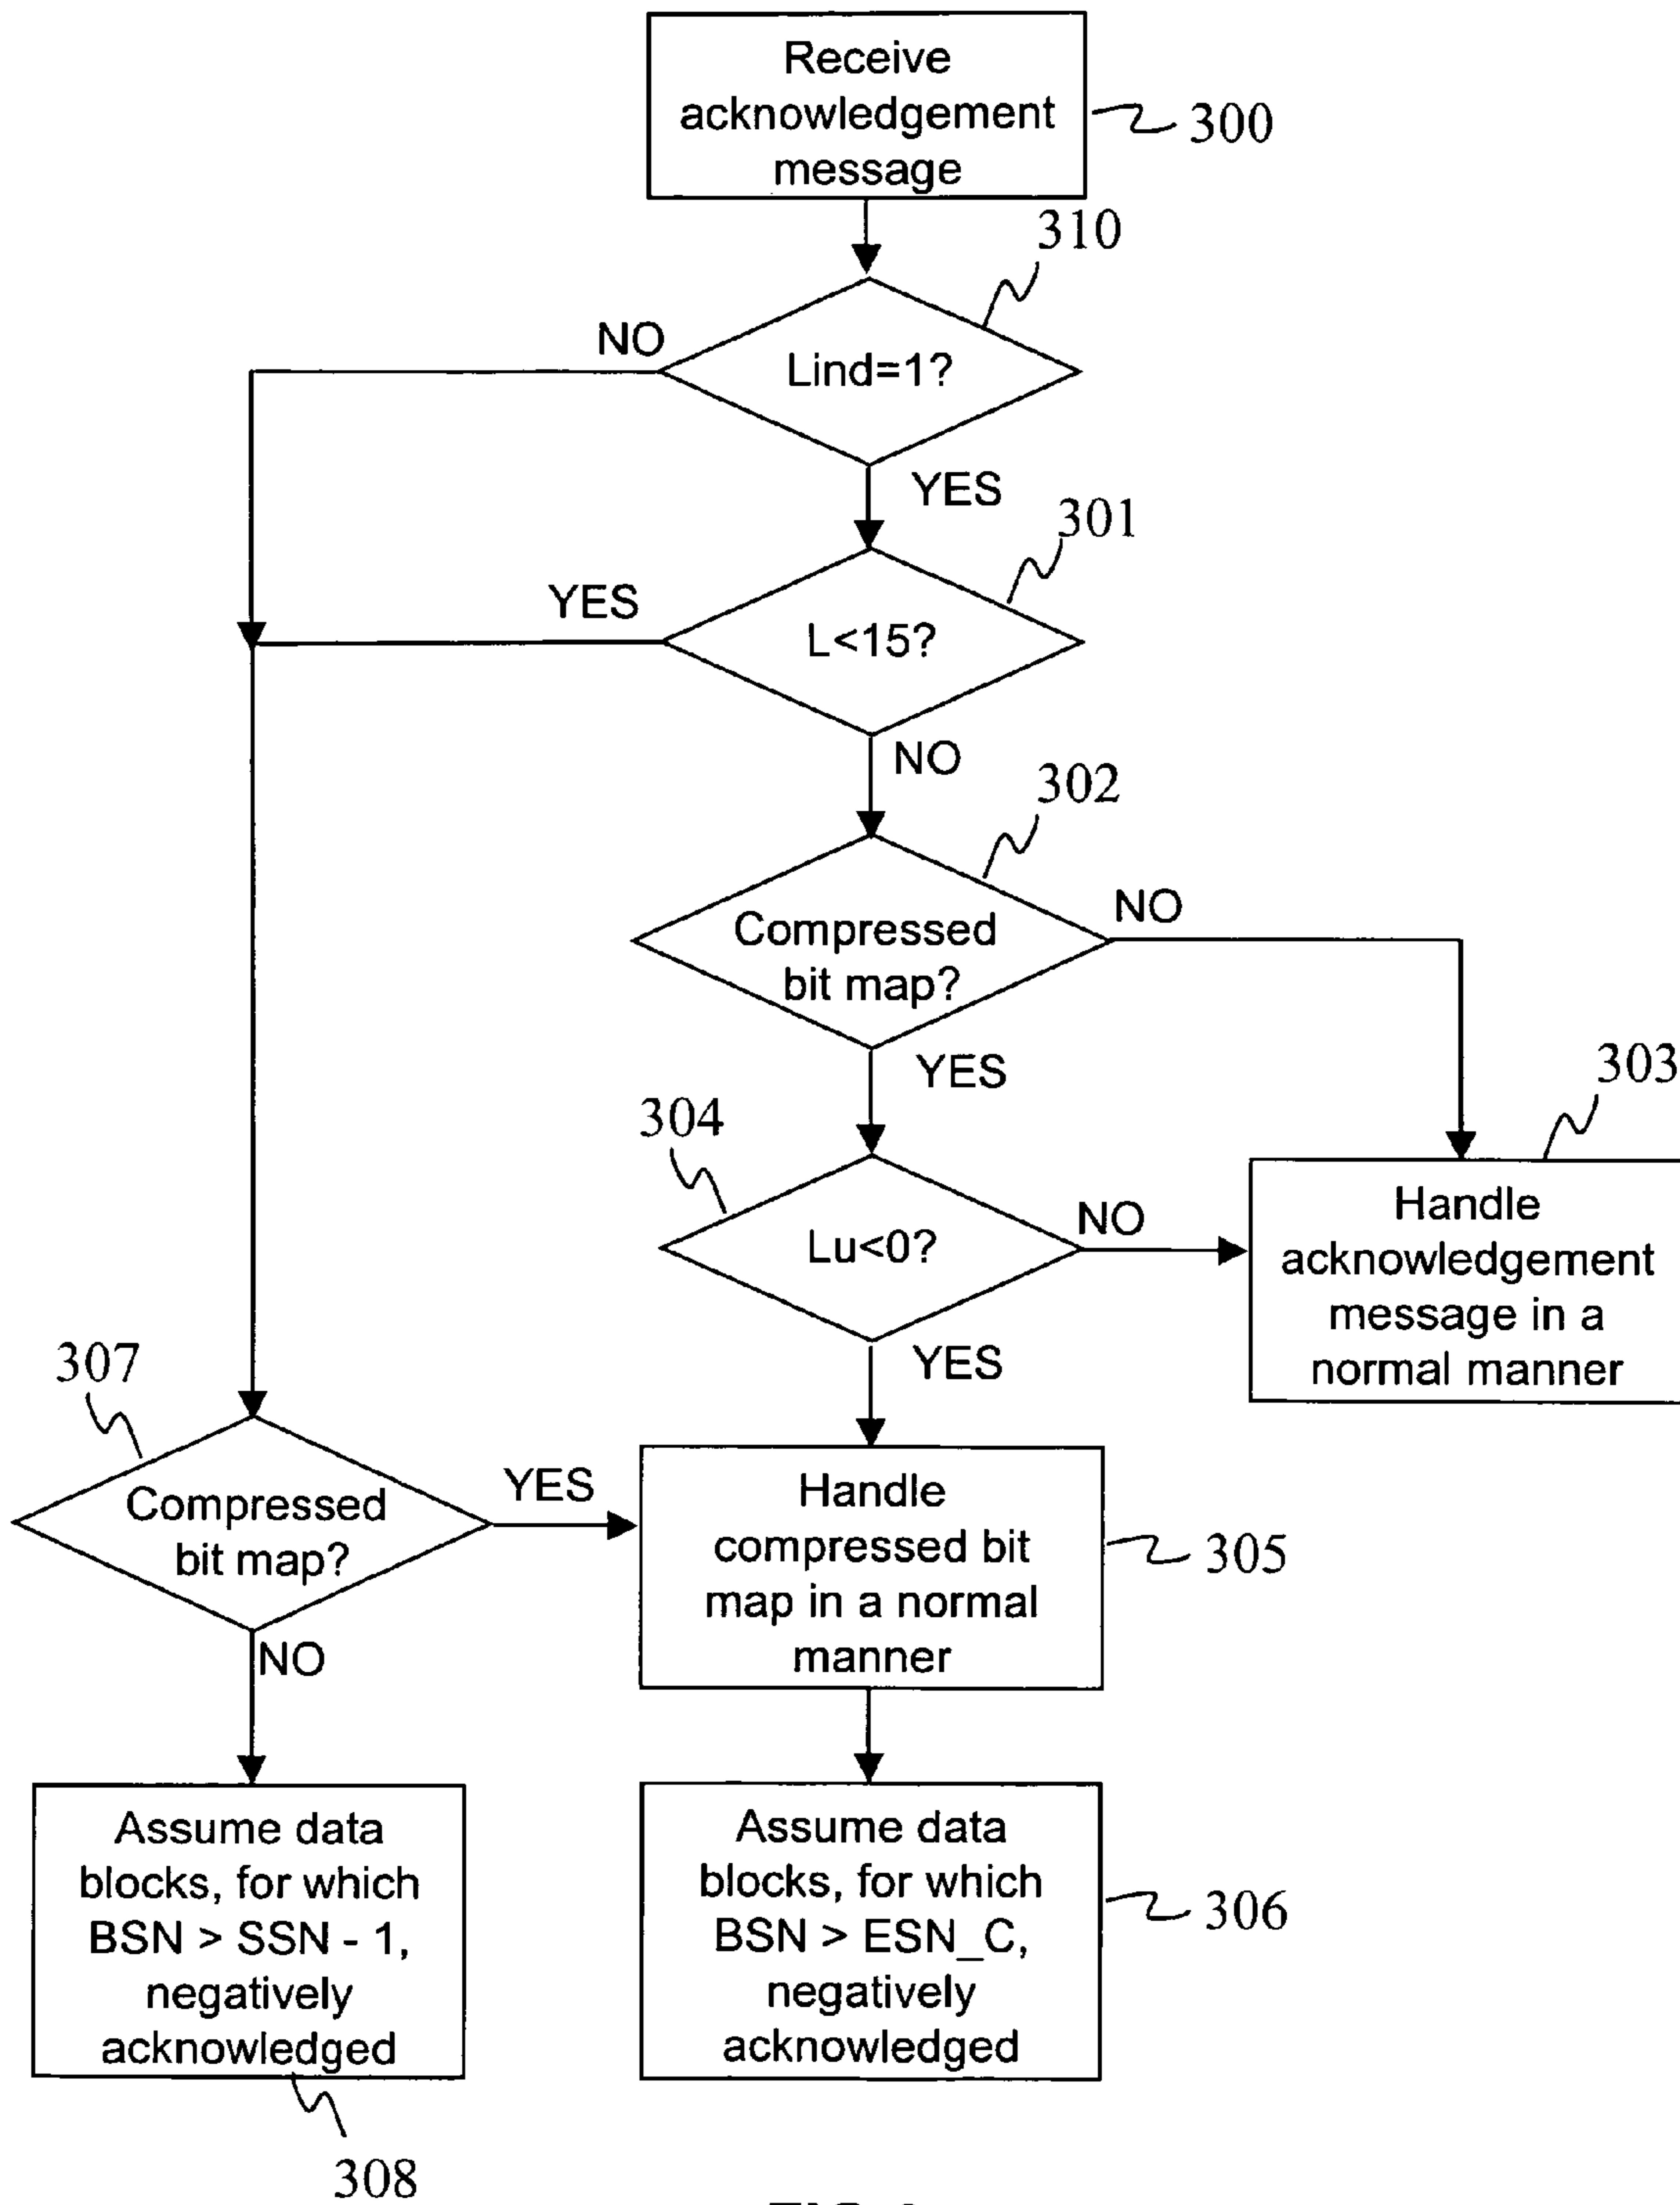 Receive
acknowledgement
message
300
310
NO
Lind=1?
YES
301
YES
L<15?
NO
302
NO
Compressed
bit map?
YES
303
304
NO
Lu<0?
YES
Handle
acknowledgement
message in a
normal manner
307
YES
Compressed
bit map?
NO
Handle
compressed bit
map in a normal
manner
305
Assume data
blocks, for which
BSN > SSN - 1,
negatively
acknowledged
308
Assume data
blocks, for which
BSN > ESN_C,
negatively
acknowledged
306